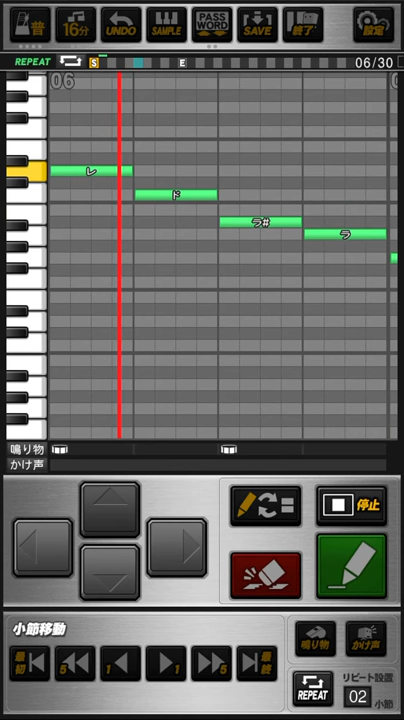 普 16分 UNDO SAMPLE PASS WORD SAVE 終了 設定
REPEAT S E 06/30
06
レ
ド
ラ#
ラ
鳴り物
かけ声
停止
小節移動
最初 5 1 1 5 最終
鳴り物 かけ声
REPEAT リピート設置
02 小節